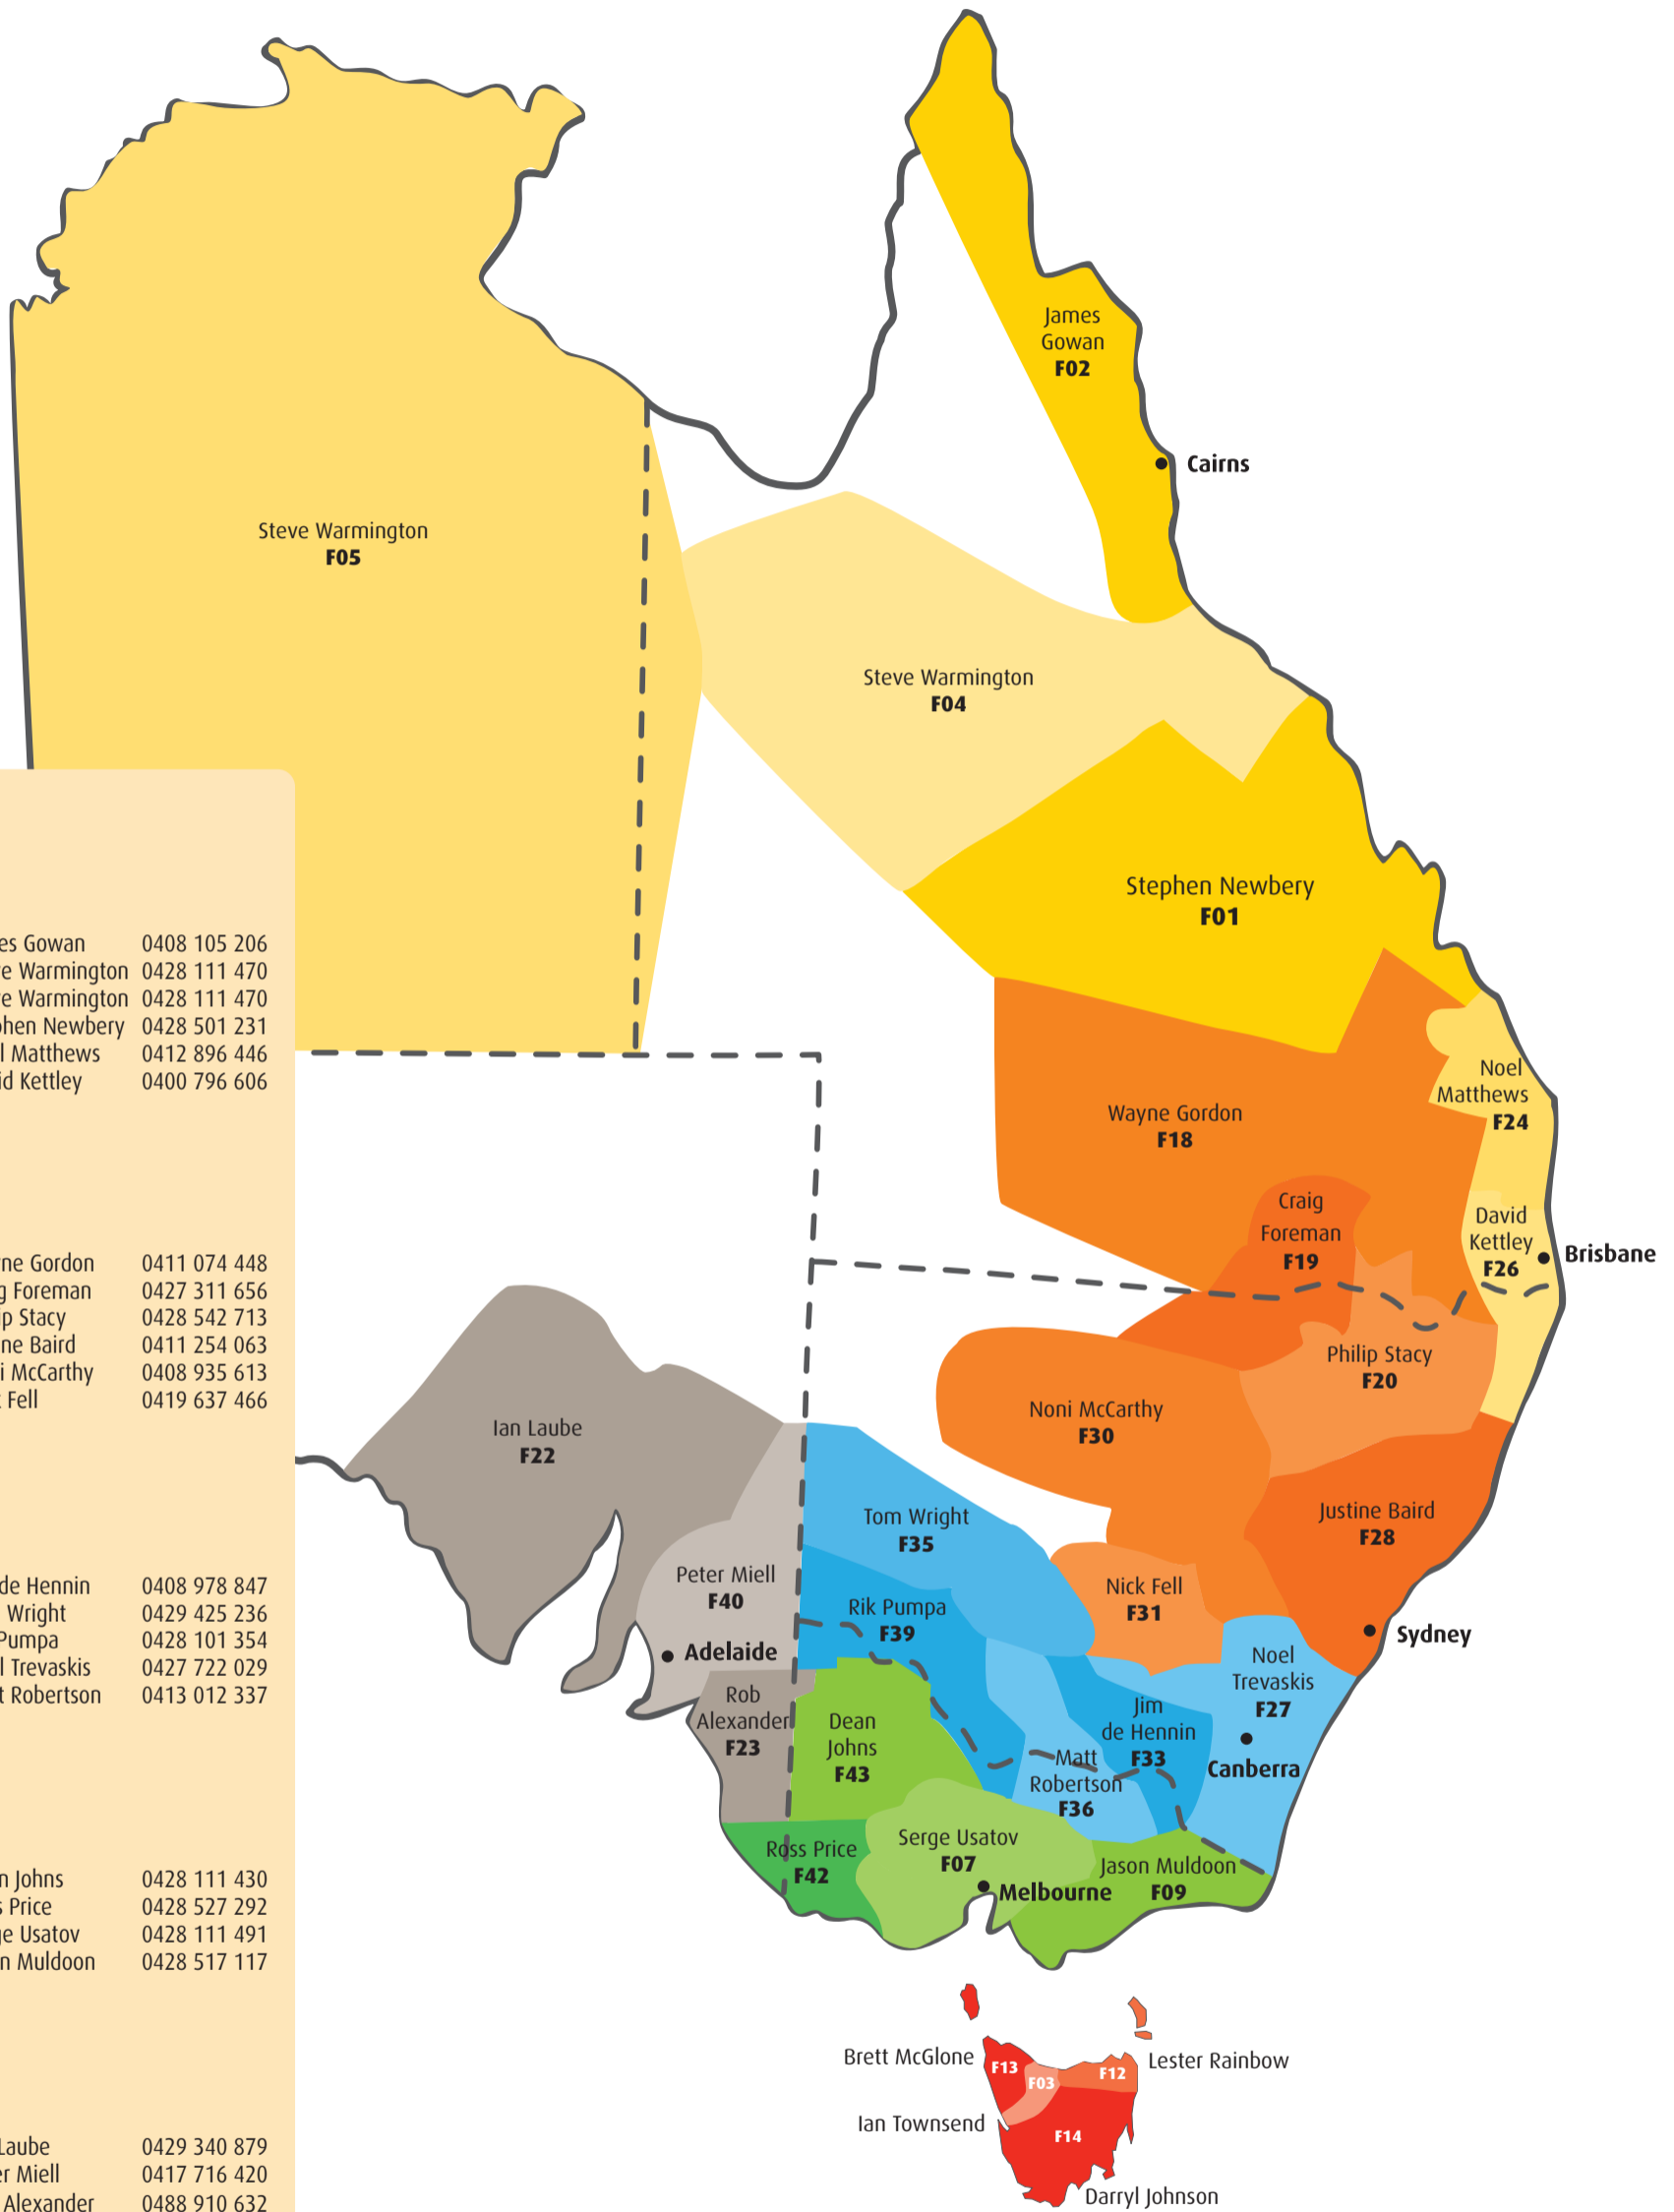 James
Gowan
F02
Cairns
Steve Warmington
F05
Steve Warmington
F04
Stephen Newbery
F01
Noel
Matthews
F24
Wayne Gordon
F18
Craig
Foreman
F19
David
Kettley
F26
Brisbane
Philip Stacy
F20
Noni McCarthy
F30
Ian Laube
F22
Justine Baird
F28
Tom Wright
F35
Peter Miell
F40
Adelaide
Nick Fell
F31
Rik Pumpa
F39
Sydney
Noel
Trevaskis
F27
Canberra
Rob
Alexander
F23
Dean
Johns
F43
Jim
de Hennin
F33
Matt
Robertson
F36
Ross Price
F42
Serge Usatov
F07
Melbourne
Jason Muldoon
F09
Brett McGlone
F13
F03
F12
Lester Rainbow
Ian Townsend
F14
Darryl Johnson
es Gowan 0408 105 206
e Warmington 0428 111 470
e Warmington 0428 111 470
hen Newbery 0428 501 231
l Matthews 0412 896 446
id Kettley 0400 796 606
ne Gordon 0411 074 448
g Foreman 0427 311 656
ip Stacy 0428 542 713
ne Baird 0411 254 063
i McCarthy 0408 935 613
Fell 0419 637 466
de Hennin 0408 978 847
Wright 0429 425 236
Pumpa 0428 101 354
l Trevaskis 0427 722 029
t Robertson 0413 012 337
n Johns 0428 111 430
s Price 0428 527 292
ge Usatov 0428 111 491
n Muldoon 0428 517 117
Laube 0429 340 879
er Miell 0417 716 420
Alexander 0488 910 632